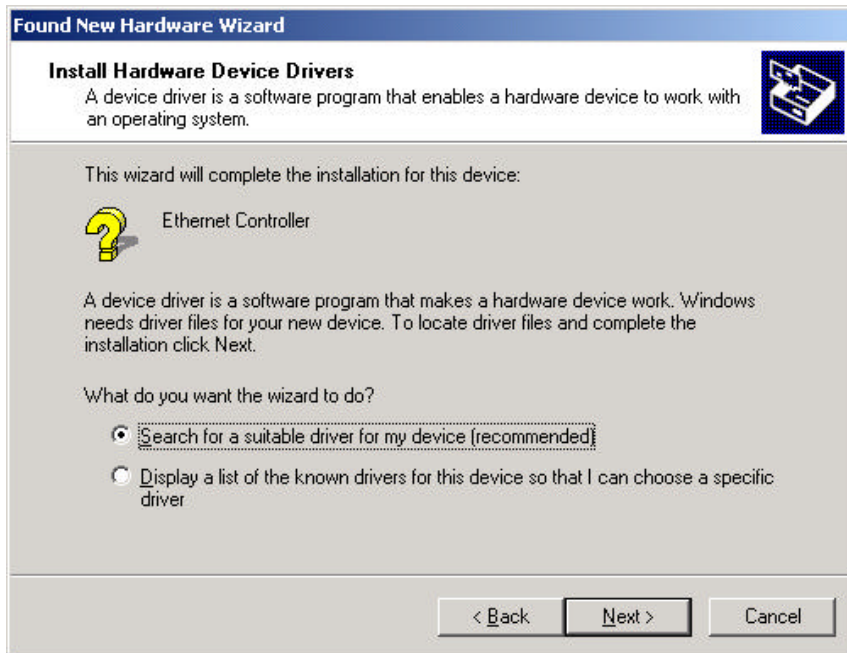 Found New Hardware Wizard
Install Hardware Device Drivers
A device driver is a software program that enables a hardware device to work with
an operating system.
This wizard will complete the installation for this device:
Ethernet Controller
A device driver is a software program that makes a hardware device work. Windows
needs driver files for your new device. To locate driver files and complete the
installation click Next.
What do you want the wizard to do?
Search for a suitable driver for my device (recommended)
Display a list of the known drivers for this device so that I can choose a specific
driver
< Back Next > Cancel